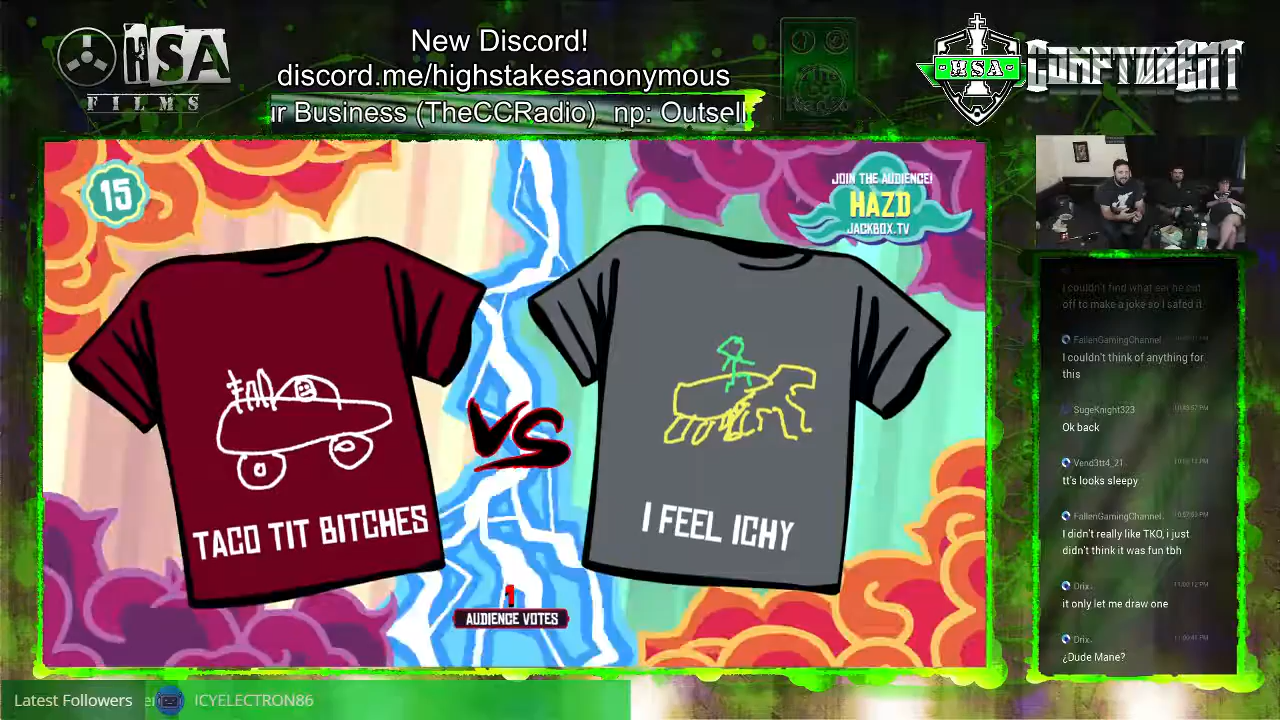 HSA
FILMS
New Discord!
discord.me/highstakesanonymous
ur Business (TheCCRadio)  np: Outsell
The
HSA
15
JOIN THE AUDIENCE!
HAZD
JACKBOX.TV
TACO TIT BITCHES
VS
I FEEL ICHY
1
AUDIENCE VOTES
I couldn't find what ear he cut
off to make a joke so I safed it
FallenGamingChannel
I couldn't think of anything for
this
SugeKnight323
Ok back
Vend3tt4_21
tt's looks sleepy
FallenGamingChannel
I didn't really like TKO, i just
didn't think it was fun tbh
Drix
it only let me draw one
Drix
¿Dude Mane?
Latest Followers
ICYELECTRON86